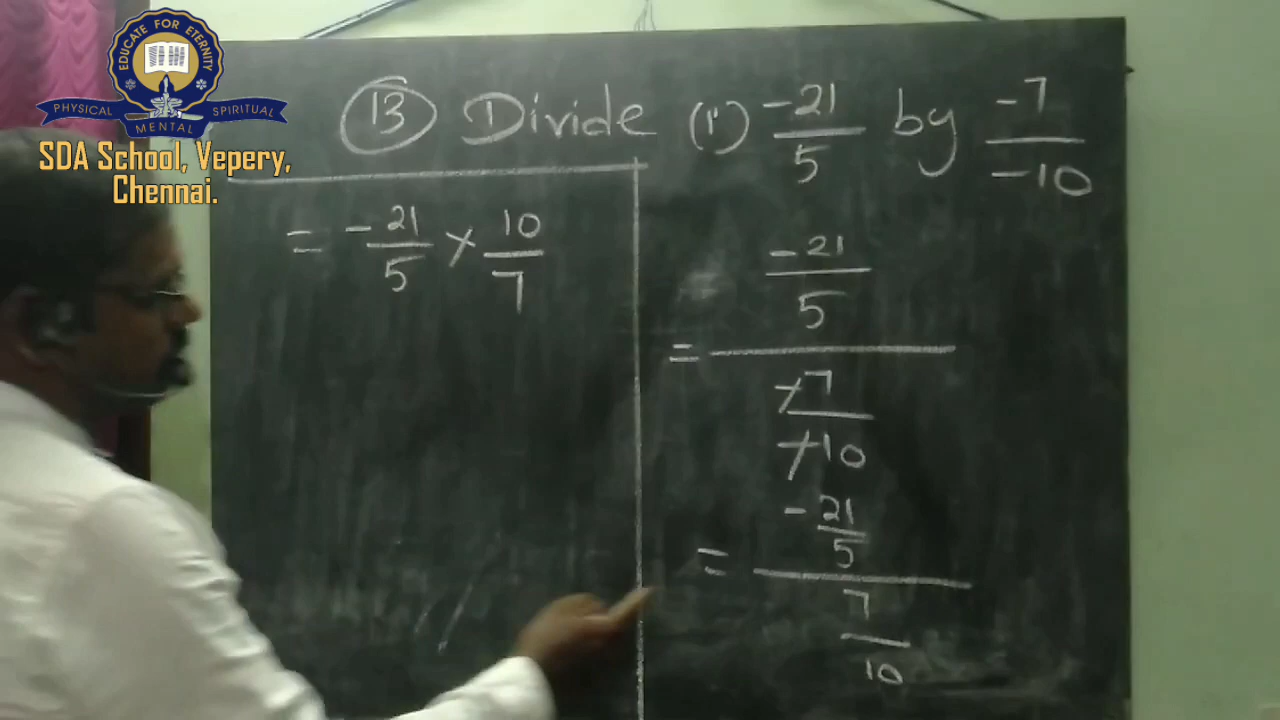 EDUCATE FOR ETERNITY
PHYSICAL MENTAL SPIRITUAL
SDA School, Vepery,
Chennai.
13 Divide (i) -21/5 by -7/-10
= -21/5 × 10/7
= -21/5 / -7/-10
= -21/5 / 7/10